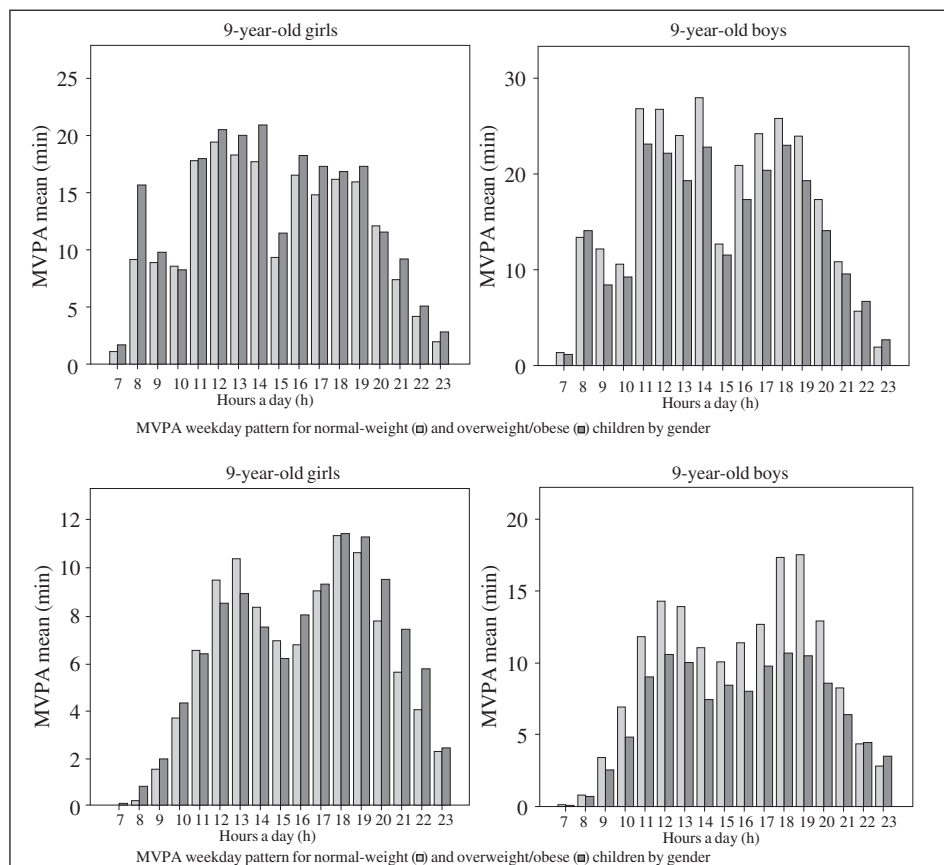 9-year-old girls
9-year-old boys
MVPA mean (min)
25
20
15
10
5
0
7 8 9 10 11 12 13 14 15 16 17 18 19 20 21 22 23
Hours a day (h)
MVPA mean (min)
30
20
10
0
7 8 9 10 11 12 13 14 15 16 17 18 19 20 21 22 23
Hours a day (h)
MVPA weekday pattern for normal-weight (□) and overweight/obese (■) children by gender
9-year-old girls
9-year-old boys
MVPA mean (min)
12
10
8
6
4
2
0
7 8 9 10 11 12 13 14 15 16 17 18 19 20 21 22 23
Hours a day (h)
MVPA mean (min)
20
15
10
5
0
7 8 9 10 11 12 13 14 15 16 17 18 19 20 21 22 23
Hours a day (h)
MVPA weekday pattern for normal-weight (□) and overweight/obese (■) children by gender